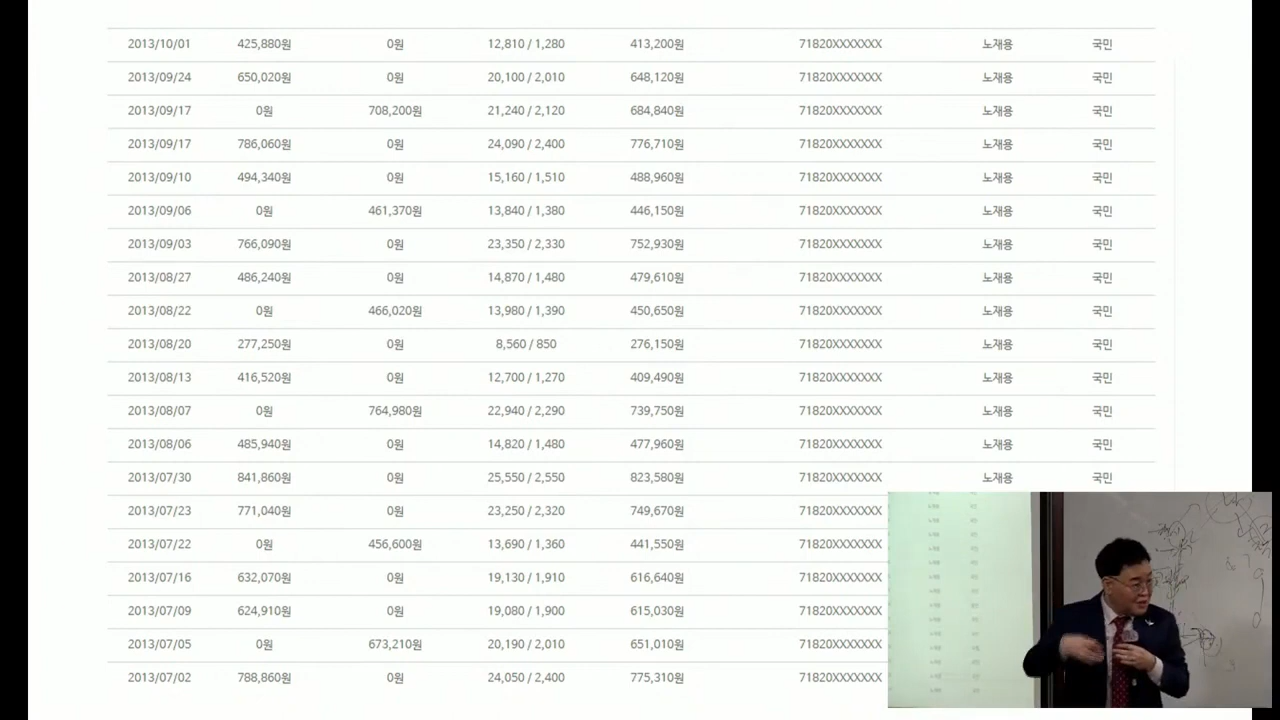 2013/10/01 425,880원 0원 12,810 / 1,280 413,200원 71820XXXXXXX 노재용 국민
2013/09/24 650,020원 0원 20,100 / 2,010 648,120원 71820XXXXXXX 노재용 국민
2013/09/17 0원 708,200원 21,240 / 2,120 684,840원 71820XXXXXXX 노재용 국민
2013/09/17 786,060원 0원 24,090 / 2,400 776,710원 71820XXXXXXX 노재용 국민
2013/09/10 494,340원 0원 15,160 / 1,510 488,960원 71820XXXXXXX 노재용 국민
2013/09/06 0원 461,370원 13,840 / 1,380 446,150원 71820XXXXXXX 노재용 국민
2013/09/03 766,090원 0원 23,350 / 2,330 752,930원 71820XXXXXXX 노재용 국민
2013/08/27 486,240원 0원 14,870 / 1,480 479,610원 71820XXXXXXX 노재용 국민
2013/08/22 0원 466,020원 13,980 / 1,390 450,650원 71820XXXXXXX 노재용 국민
2013/08/20 277,250원 0원 8,560 / 850 276,150원 71820XXXXXXX 노재용 국민
2013/08/13 416,520원 0원 12,700 / 1,270 409,490원 71820XXXXXXX 노재용 국민
2013/08/07 0원 764,980원 22,940 / 2,290 739,750원 71820XXXXXXX 노재용 국민
2013/08/06 485,940원 0원 14,820 / 1,480 477,960원 71820XXXXXXX 노재용 국민
2013/07/30 841,860원 0원 25,550 / 2,550 823,580원 71820XXXXXXX 노재용 국민
2013/07/23 771,040원 0원 23,250 / 2,320 749,670원 71820XXXXXXX
2013/07/22 0원 456,600원 13,690 / 1,360 441,550원 71820XXXXXXX
2013/07/16 632,070원 0원 19,130 / 1,910 616,640원 71820XXXXXXX
2013/07/09 624,910원 0원 19,080 / 1,900 615,030원 71820XXXXXXX
2013/07/05 0원 673,210원 20,190 / 2,010 651,010원 71820XXXXXXX
2013/07/02 788,860원 0원 24,050 / 2,400 775,310원 71820XXXXXXX